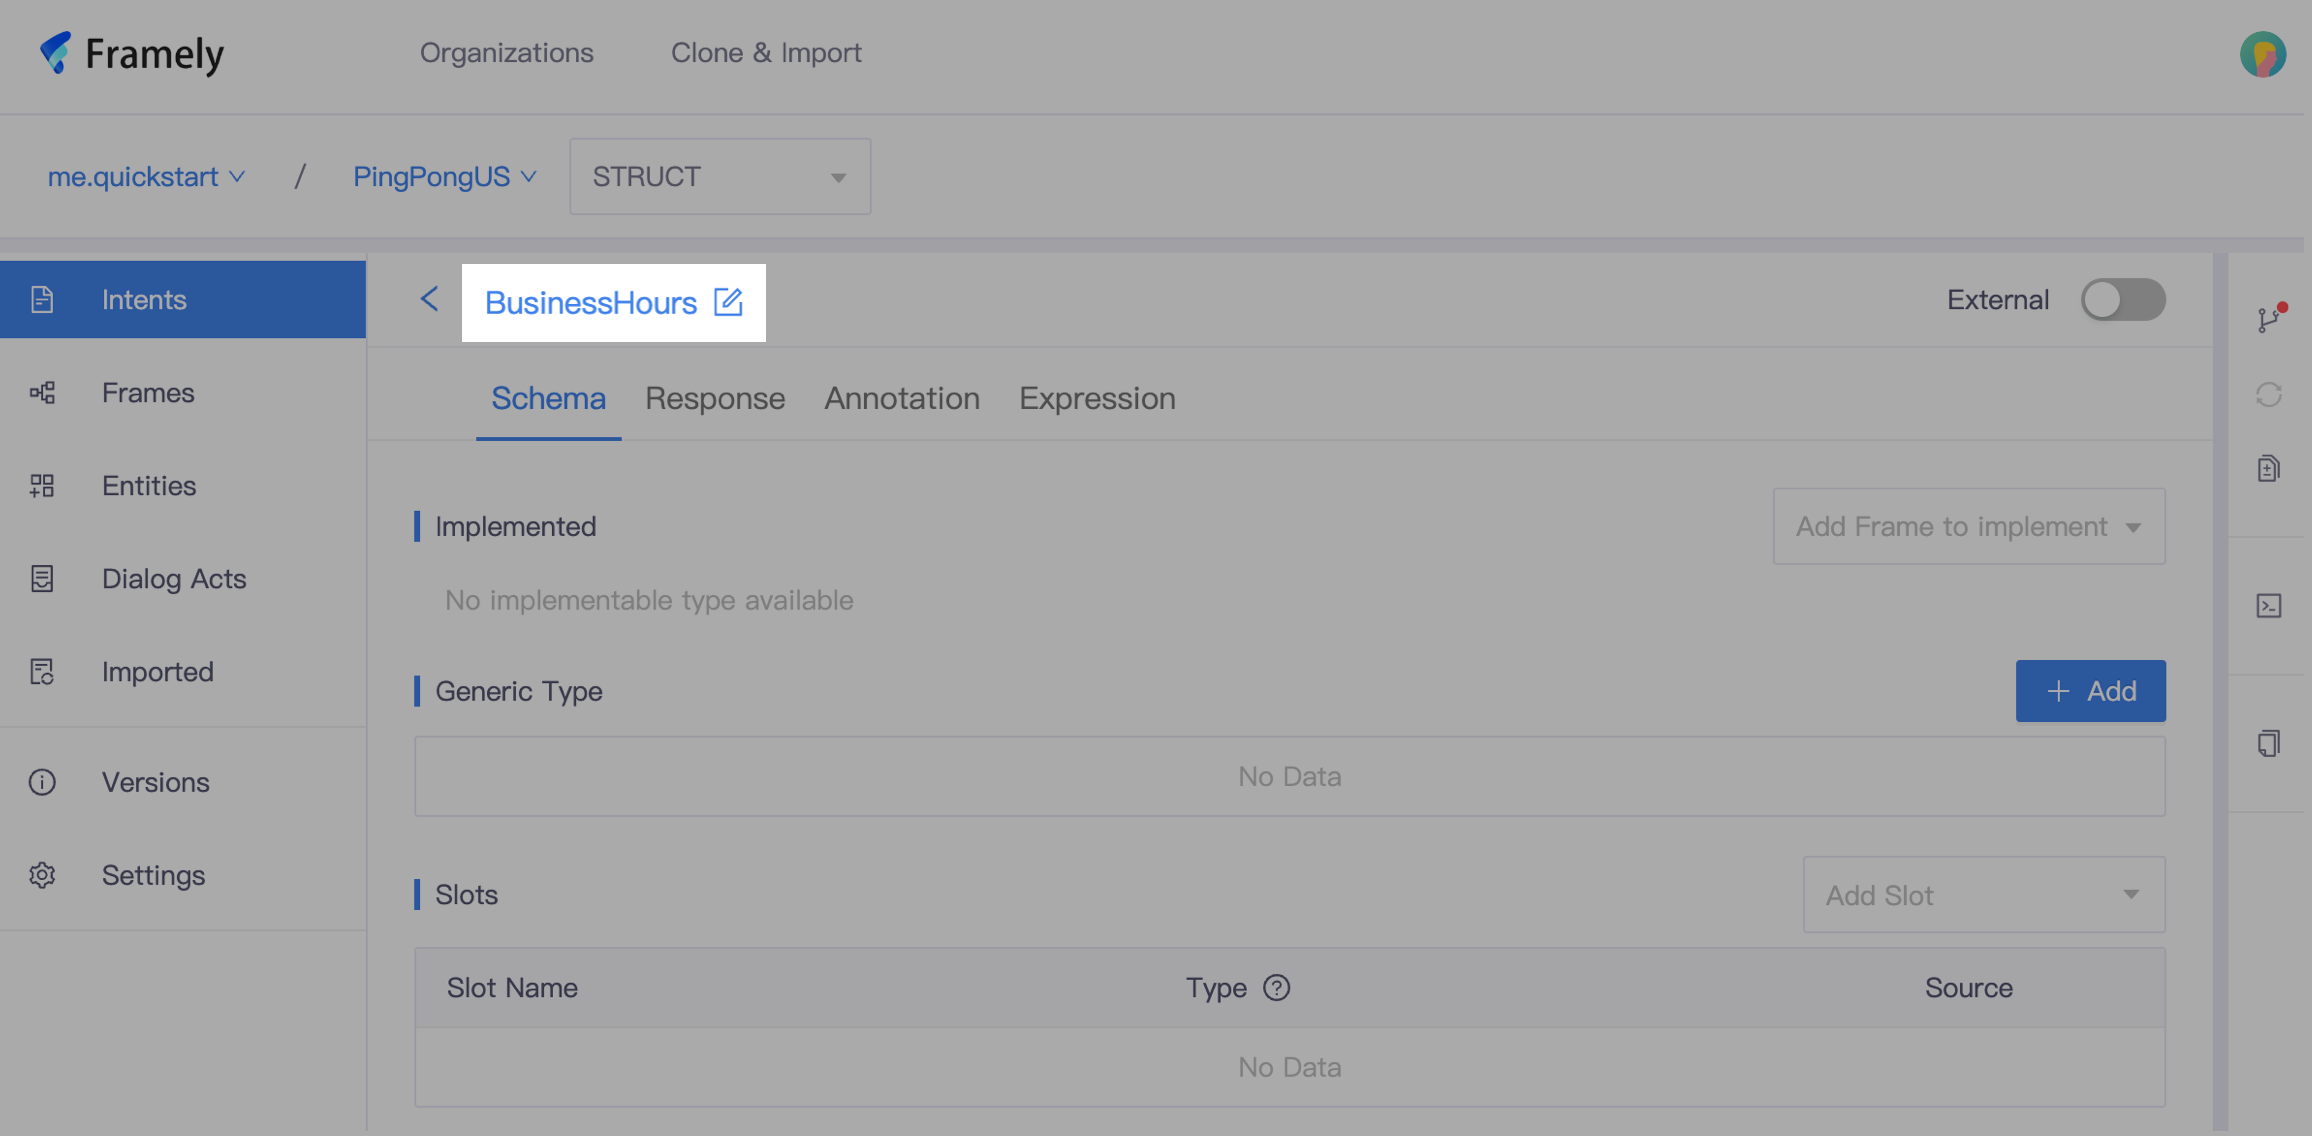 Framely
Organizations
Clone & Import
me.quickstart
/
PingPongUS
STRUCT
Intents
BusinessHours
External
Frames
Schema
Response
Annotation
Expression
Entities
Implemented
Add Frame to implement
Dialog Acts
No implementable type available
Imported
Generic Type
+ Add
No Data
Versions
Settings
Slots
Add Slot
Slot Name
Type
Source
No Data